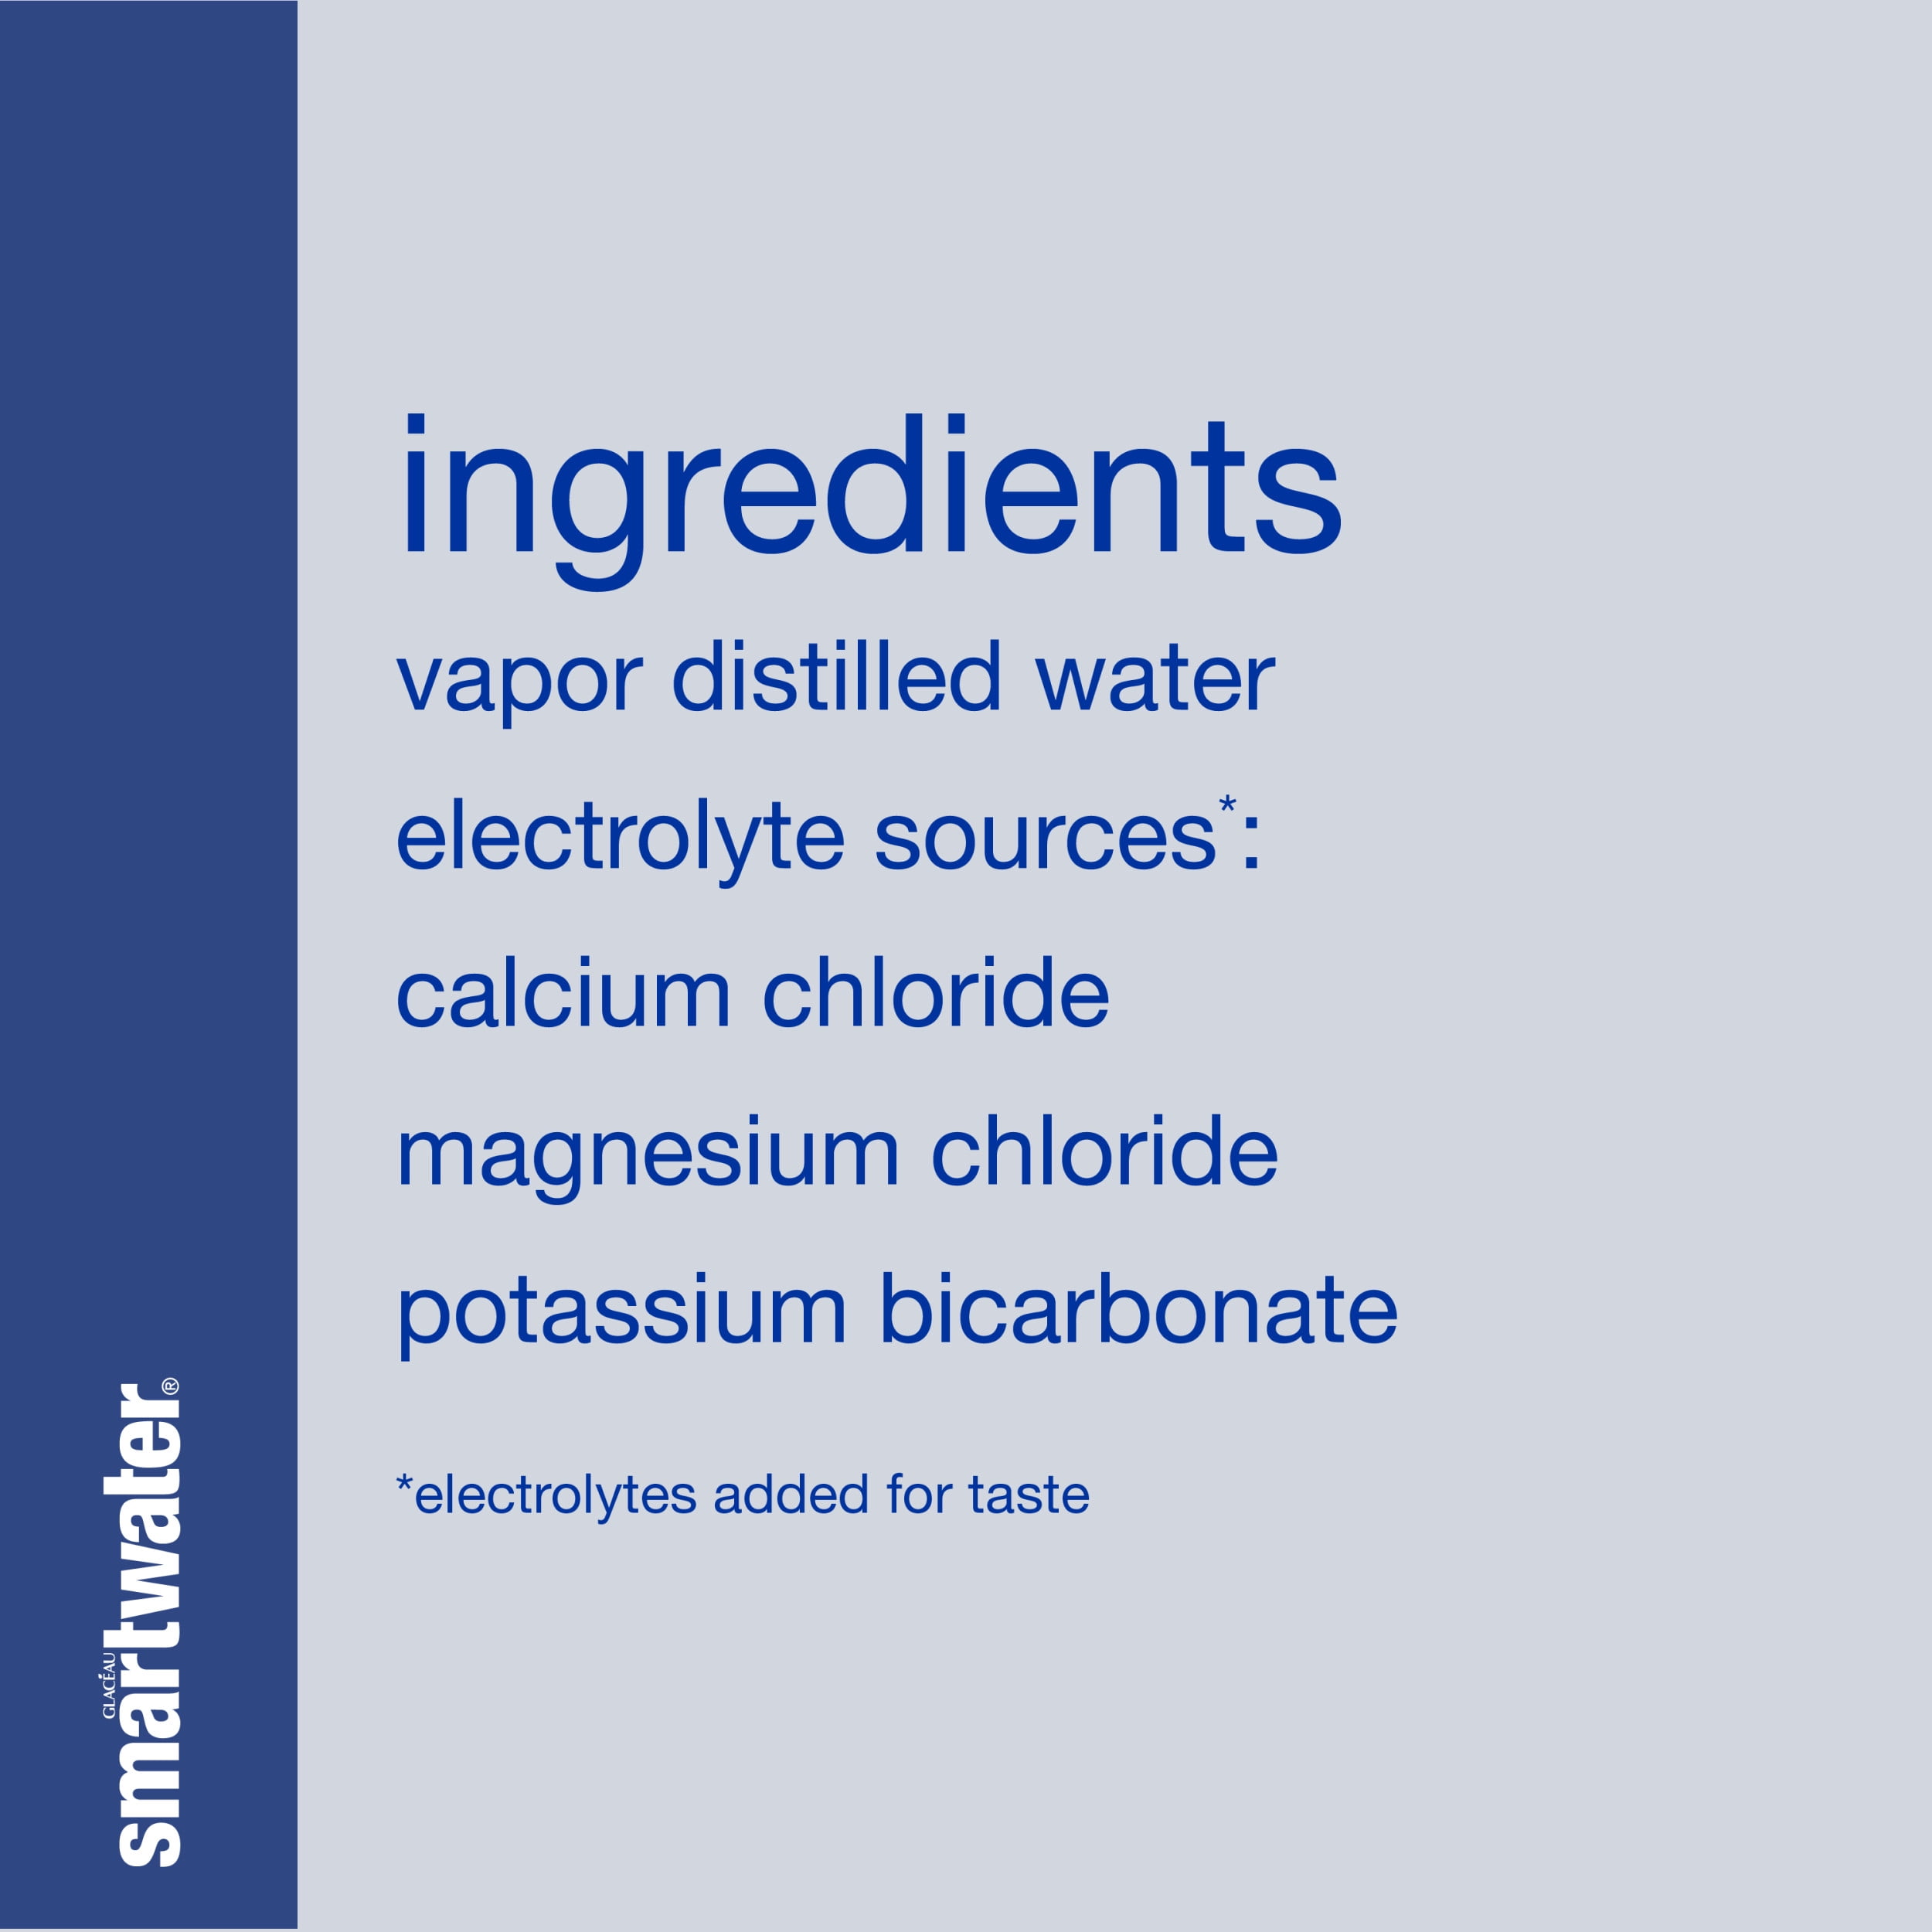 ingredients
vapor distilled water
electrolyte sources*:
calcium chloride
magnesium chloride
potassium bicarbonate
*electrolytes added for taste
GLACÉAU
smartwater®